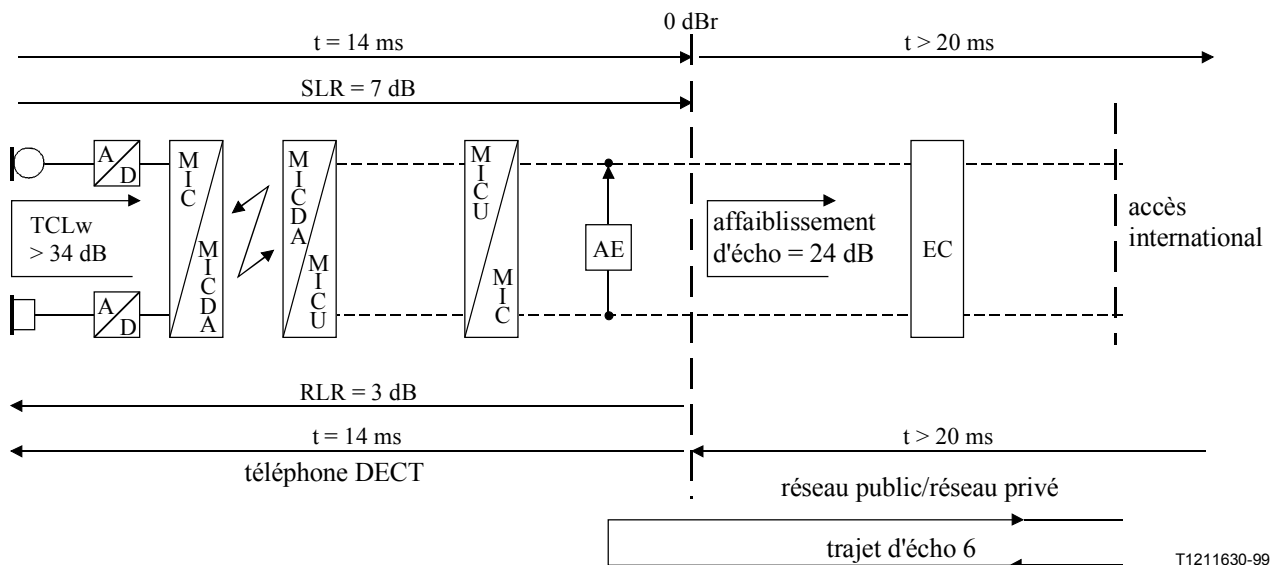 0 dBr
t = 14 ms
t > 20 ms
SLR = 7 dB
A
D
MIC
MICDA
MICDA
MICU
MICU
MIC
TCLw
> 34 dB
AE
affaiblissement
d'écho = 24 dB
EC
accès
international
A
D
RLR = 3 dB
t = 14 ms
t > 20 ms
téléphone DECT
réseau public/réseau privé
trajet d'écho 6
T1211630-99